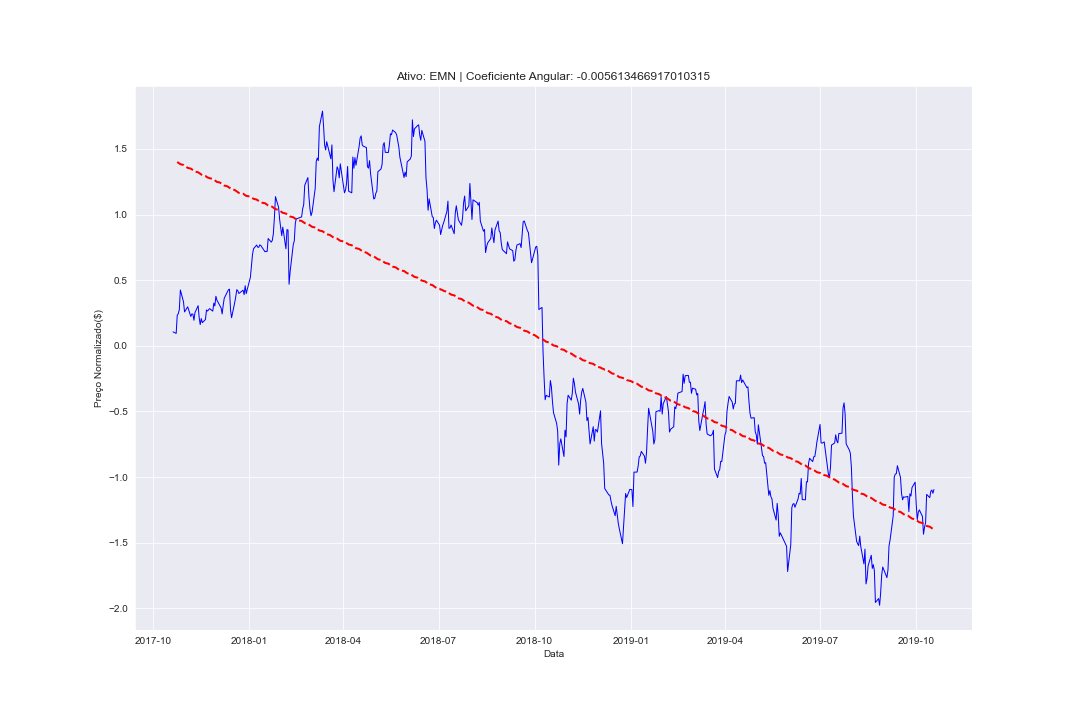 Ativo: EMN | Coeficiente Angular: -0.005613466917010315
Preço Normalizado($)
1.5
1.0
0.5
0.0
−0.5
−1.0
−1.5
−2.0
2017-10 2018-01 2018-04 2018-07 2018-10 2019-01 2019-04 2019-07 2019-10
Data